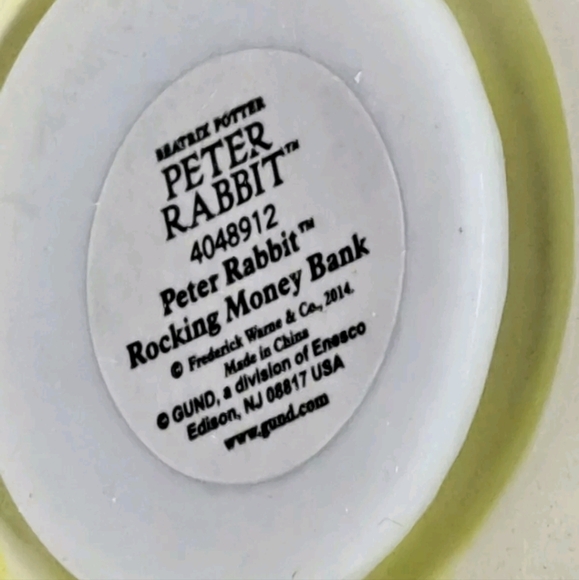 BEATRIX POTTER
PETER
RABBIT™
4048912
Peter Rabbit™
Rocking Money Bank
© Frederick Warne & Co., 2014.
Made in China
© GUND, a division of Enesco
Edison, NJ 08817 USA
www.gund.com